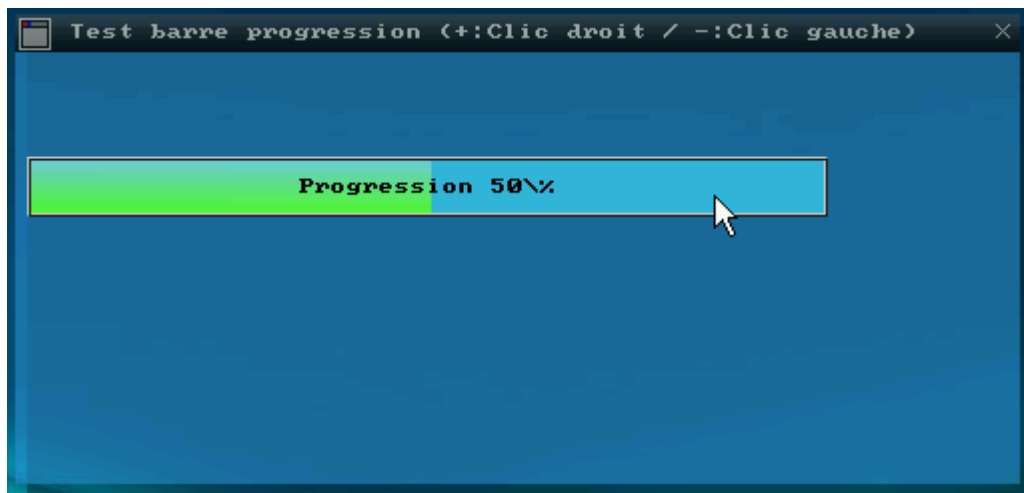 Test barre progression (+:Clic droit / -:Clic gauche)
Progression 50\%